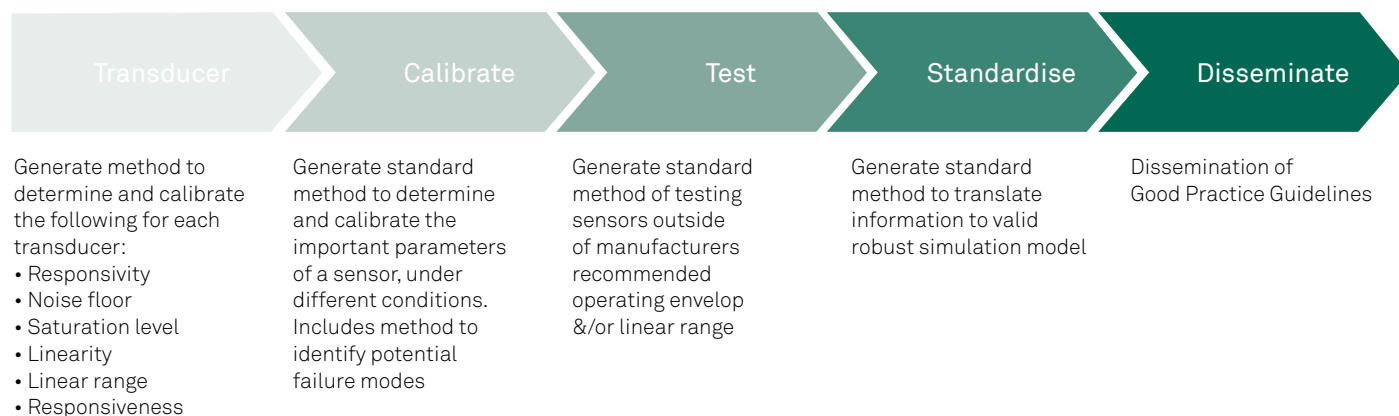 Transducer
Calibrate
Test
Standardise
Disseminate
Generate method to
determine and calibrate
the following for each
transducer:
• Responsivity
• Noise floor
• Saturation level
• Linearity
• Linear range
• Responsiveness
Generate standard
method to determine
and calibrate the
important parameters
of a sensor, under
different conditions.
Includes method to
identify potential
failure modes
Generate standard
method of testing
sensors outside
of manufacturers
recommended
operating envelop
&/or linear range
Generate standard
method to translate
information to valid
robust simulation model
Dissemination of
Good Practice Guidelines